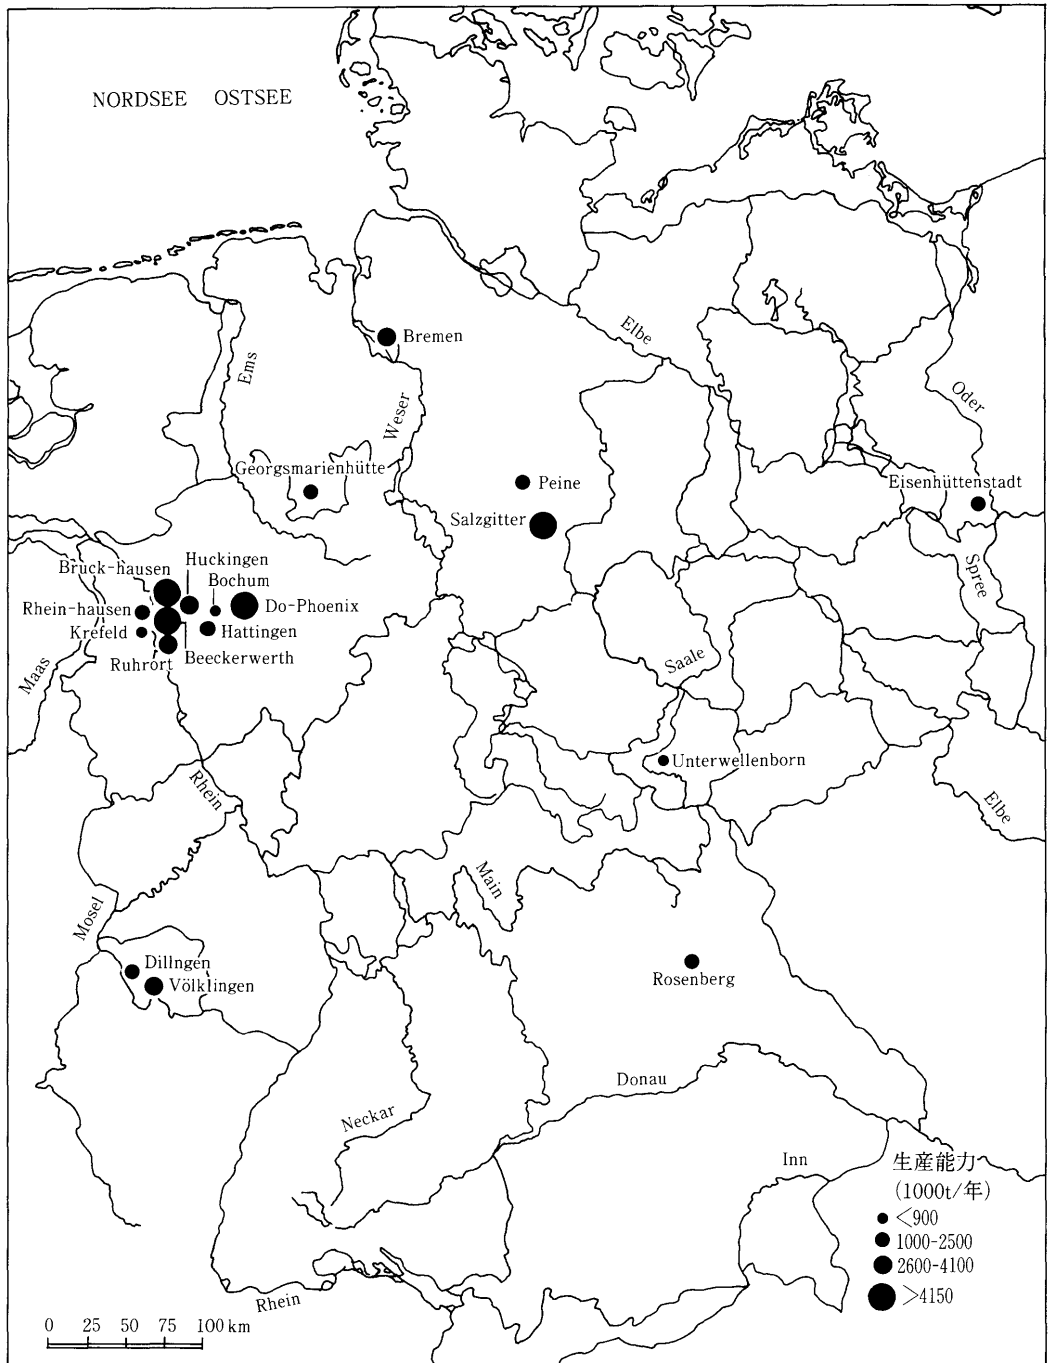 NORDSEE OSTSEE
Elbe
Bremen
Ems
Weser
Oder
Georgsmarienhütte
Peine
Eisenhüttenstadt
Salzgitter
Spree
Huckingen
Bruck-hausen
Bochum
Rhein-hausen
Do-Phoenix
Krefeld
Hattingen
Ruhrort
Beeckerwerth
Maas
Saale
Unterwellenborn
Rhein
Elbe
Main
Mosel
Dillngen
Völklingen
Rosenberg
Donau
Neckar
Inn
生産能力
(1000t/年)
<900
1000-2500
2600-4100
>4150
Rhein
0 25 50 75 100 km